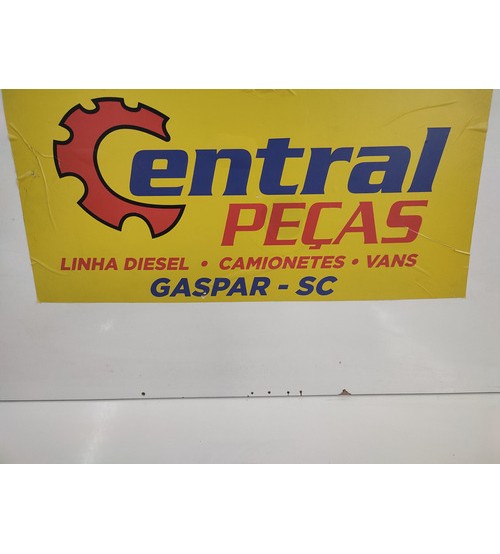 Central
PEÇAS
LINHA DIESEL • CAMIONETES • VANS
GASPAR - SC